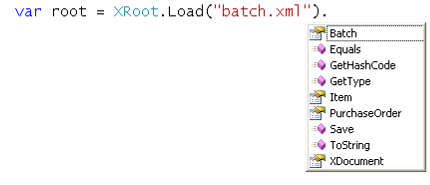 var root = XRoot.Load("batch.xml").
Batch
Equals
GetHashCode
GetType
Item
PurchaseOrder
Save
ToString
XDocument